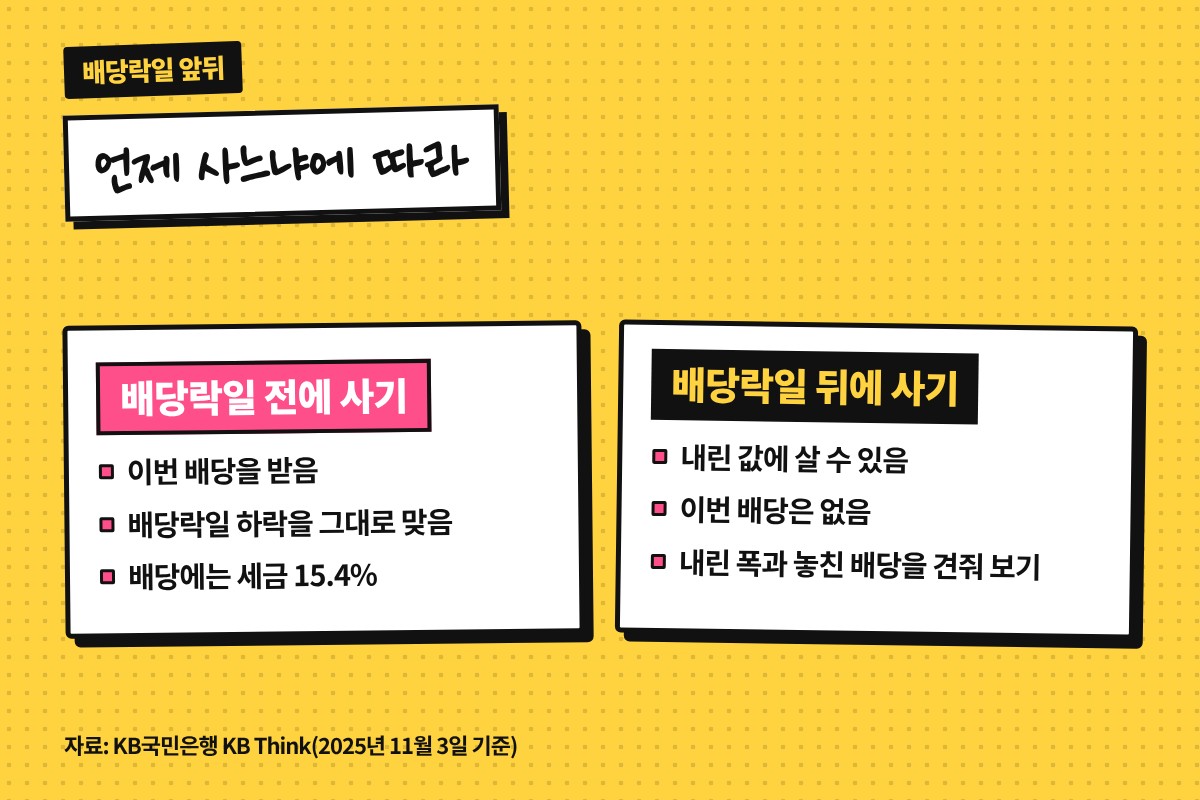 배당락일 앞뒤
언제 사느냐에 따라
배당락일 전에 사기
이번 배당을 받음
배당락일 하락을 그대로 맞음
배당에는 세금 15.4%
배당락일 뒤에 사기
내린 값에 살 수 있음
이번 배당은 없음
내린 폭과 놓친 배당을 견줘 보기
자료: KB국민은행 KB Think(2025년 11월 3일 기준)